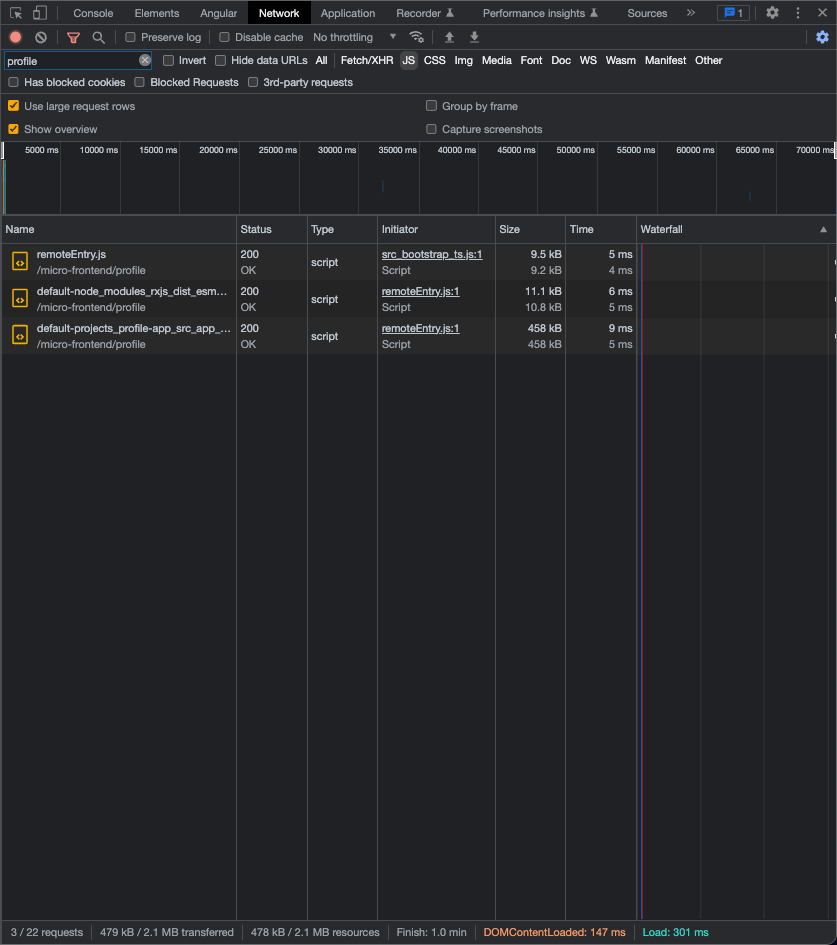 Console Elements Angular Network Application Recorder Performance insights Sources » 1
Preserve log Disable cache No throttling
profile Invert Hide data URLs All Fetch/XHR JS CSS Img Media Font Doc WS Wasm Manifest Other
Has blocked cookies Blocked Requests 3rd-party requests
Use large request rows Group by frame
Show overview Capture screenshots
5000 ms 10000 ms 15000 ms 20000 ms 25000 ms 30000 ms 35000 ms 40000 ms 45000 ms 50000 ms 55000 ms 60000 ms 65000 ms 70000 ms
Name Status Type Initiator Size Time Waterfall
remoteEntry.js 200 script src_bootstrap_ts.js:1 9.5 kB 5 ms
/micro-frontend/profile OK Script 9.2 kB 4 ms
default-node_modules_rxjs_dist_esm... 200 script remoteEntry.js:1 11.1 kB 6 ms
/micro-frontend/profile OK Script 10.8 kB 5 ms
default-projects_profile-app_src_app_... 200 script remoteEntry.js:1 458 kB 9 ms
/micro-frontend/profile OK Script 458 kB 5 ms
3 / 22 requests 479 kB / 2.1 MB transferred 478 kB / 2.1 MB resources Finish: 1.0 min DOMContentLoaded: 147 ms Load: 301 ms